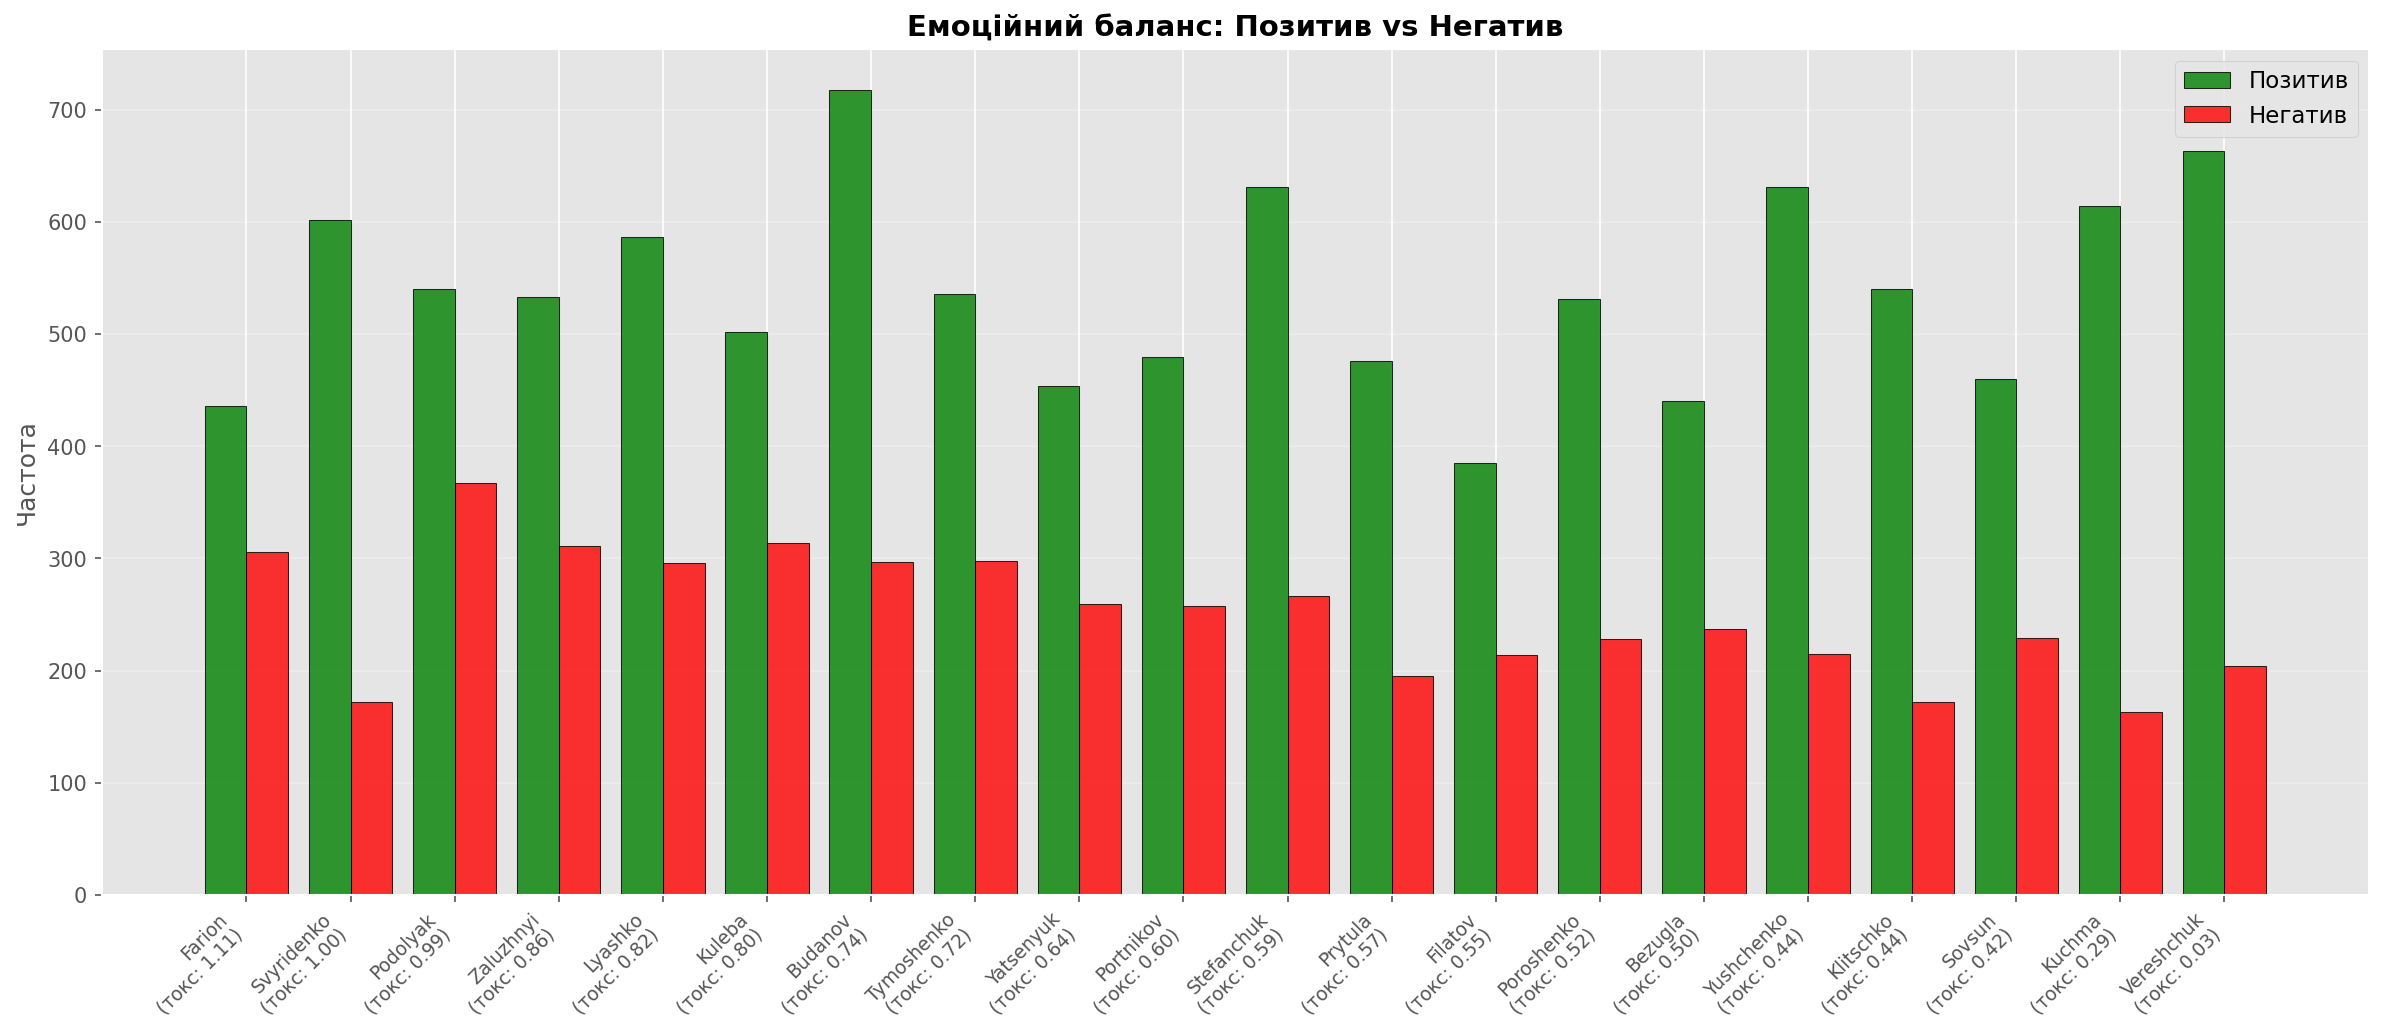 Емоційний баланс: Позитив vs Негатив
Позитив
Негатив
Частота
700
600
500
400
300
200
100
0
Farion
(токс: 1.11)
Svyridenko
(токс: 1.00)
Podolyak
(токс: 0.99)
Zaluzhnyi
(токс: 0.86)
Lyashko
(токс: 0.82)
Kuleba
(токс: 0.80)
Budanov
(токс: 0.74)
Tymoshenko
(токс: 0.72)
Yatsenyuk
(токс: 0.64)
Portnikov
(токс: 0.60)
Stefanchuk
(токс: 0.59)
Prytula
(токс: 0.57)
Filatov
(токс: 0.55)
Poroshenko
(токс: 0.52)
Bezugla
(токс: 0.50)
Yushchenko
(токс: 0.44)
Klitschko
(токс: 0.44)
Sovsun
(токс: 0.42)
Kuchma
(токс: 0.29)
Vereshchuk
(токс: 0.03)